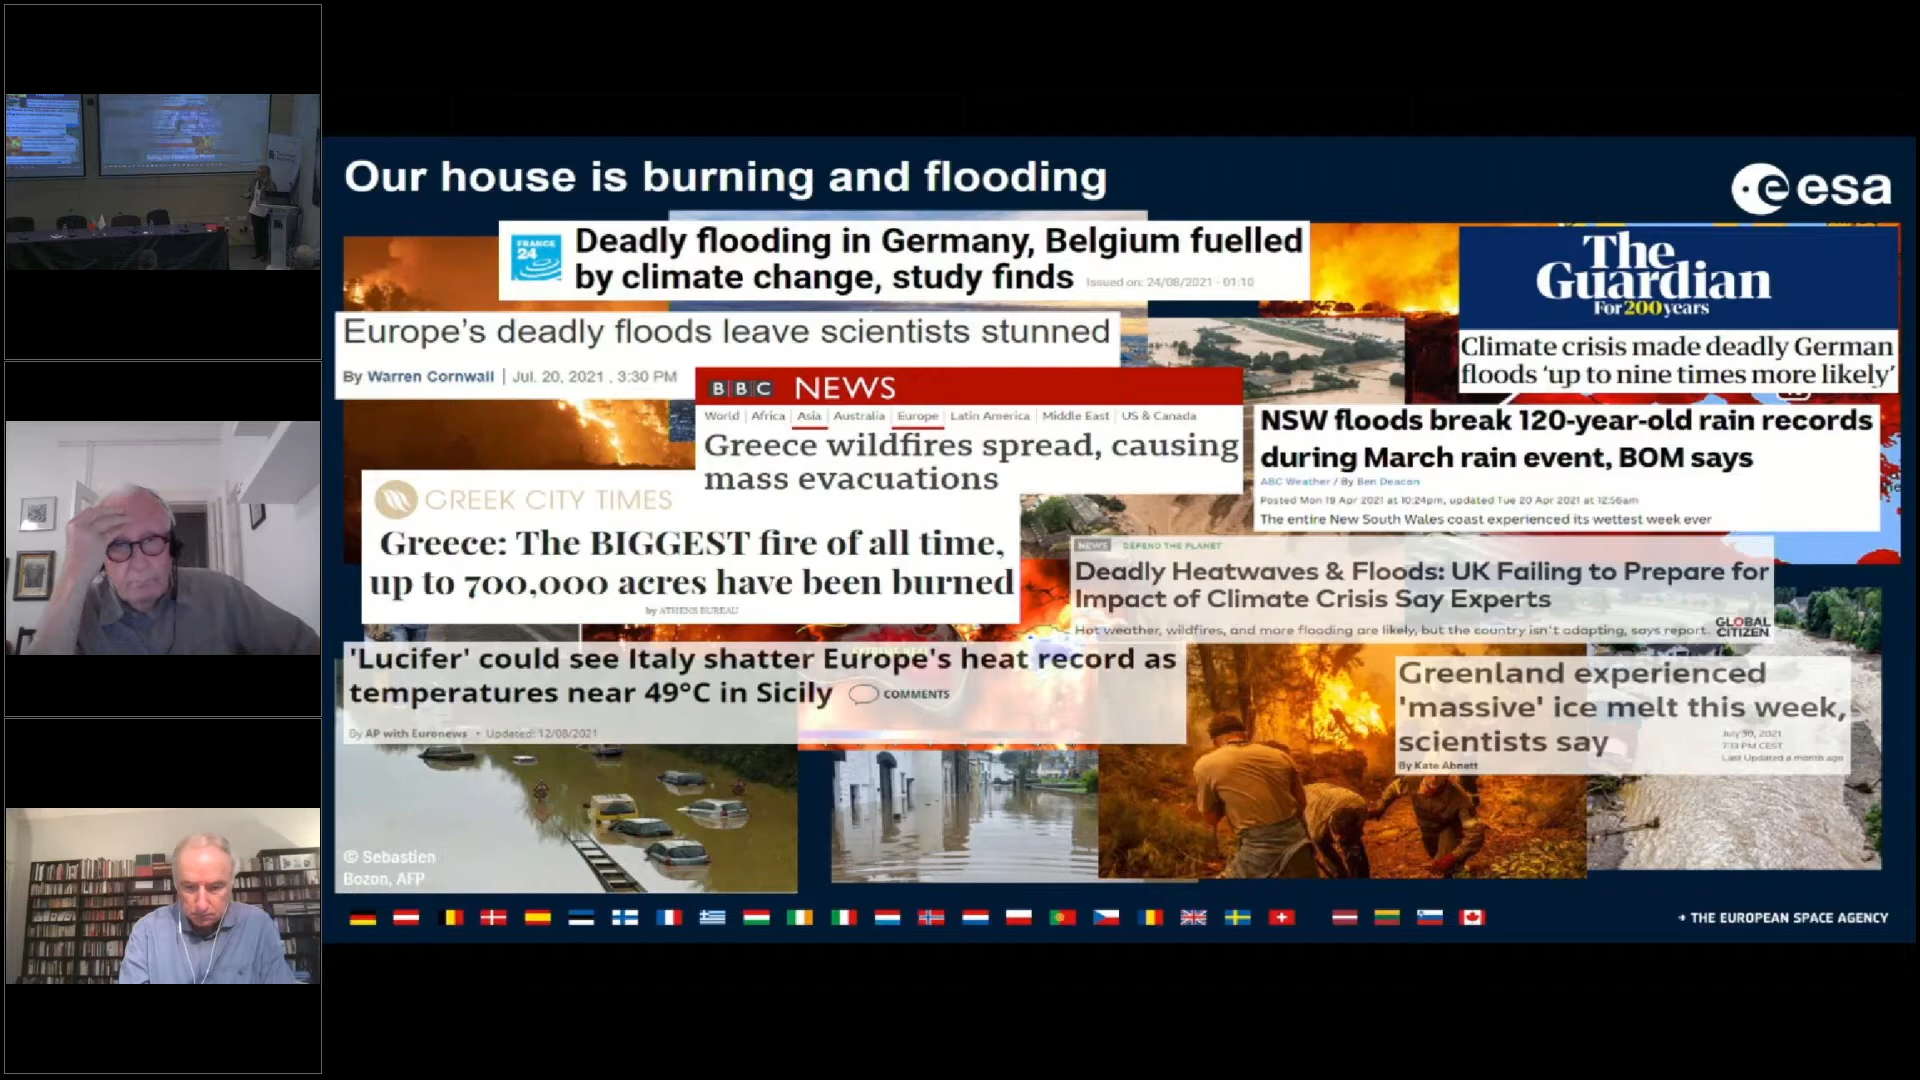 Our house is burning and flooding
esa
FRANCE
24
Deadly flooding in Germany, Belgium fuelled
by climate change, study finds Issued on: 24/08/2021 - 01:10
The
Guardian
For 200 years
Climate crisis made deadly German
floods ‘up to nine times more likely’
Europe’s deadly floods leave scientists stunned
By Warren Cornwall | Jul. 20, 2021 , 3:30 PM
BBC NEWS
World | Africa | Asia | Australia | Europe | Latin America | Middle East | US & Canada
Greece wildfires spread, causing
mass evacuations
NSW floods break 120-year-old rain records
during March rain event, BOM says
ABC Weather / By Ben Deacon
Posted Mon 19 Apr 2021 at 10:24pm, updated Tue 20 Apr 2021 at 12:56am
The entire New South Wales coast experienced its wettest week ever
GREEK CITY TIMES
Greece: The BIGGEST fire of all time,
up to 700,000 acres have been burned
by ATHENS BUREAU
NEWS DEFEND THE PLANET
Deadly Heatwaves & Floods: UK Failing to Prepare for
Impact of Climate Crisis Say Experts
Hot weather, wildfires, and more flooding are likely, but the country isn't adapting, says report.
GLOBAL
CITIZEN
'Lucifer' could see Italy shatter Europe's heat record as
temperatures near 49°C in Sicily COMMENTS
By AP with Euronews • Updated: 12/08/2021
Greenland experienced
'massive' ice melt this week,
scientists say
July 30, 2021
7:13 PM CEST
Last Updated a month ago
By Kate Abnett
© Sebastien
Bozon, AFP
→ THE EUROPEAN SPACE AGENCY